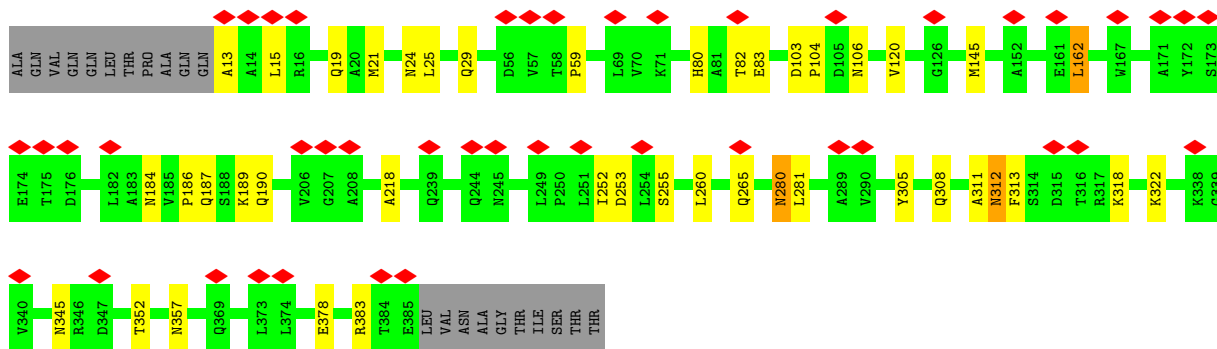 ALA GLN VAL GLN GLN LEU THR PRO ALA GLN GLN A13 A14 L15 R16 Q19 A20 M21 N24 L25 Q29 D56 V57 T58 P59 L69 V70 K71 H80 A81 T82 E83 D103 P104 D105 N106 V120 G126 M145 A152 E161 L162 W167 A171 Y172 S173
E174 T175 D176 L182 A183 N184 V185 P186 Q187 S188 K189 Q190 V206 G207 A208 A218 Q239 Q244 N245 L249 P250 L251 I252 D253 L254 S255 L260 Q265 N280 L281 A289 V290 Y305 Q308 A311 N312 F313 S314 D315 T316 R317 K318 K322 K338 G339
V340 N345 R346 D347 T352 N357 Q369 L373 L374 E378 R383 T384 E385 LEU VAL ASN ALA GLY THR ILE SER THR THR